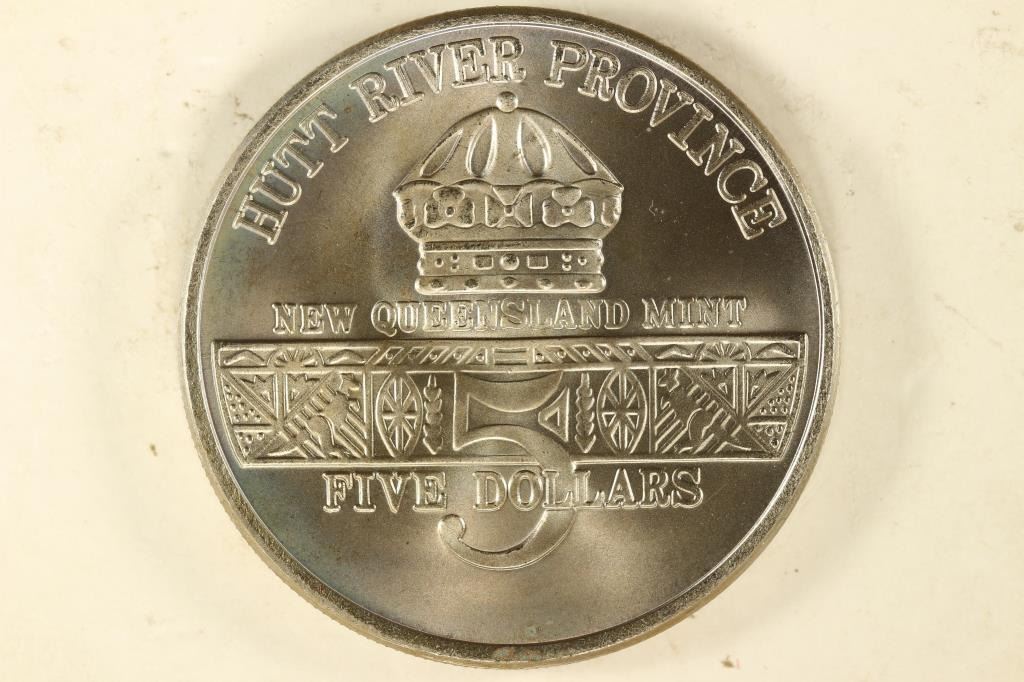 HUTT RIVER PROVINCE
NEW QUEENSLAND MINT
5
FIVE DOLLARS